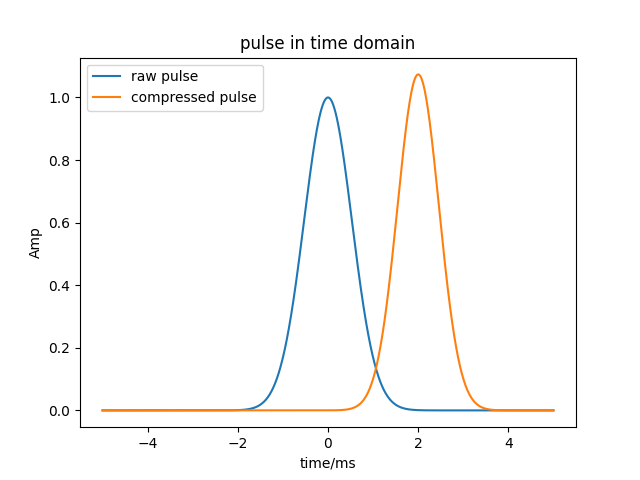 pulse in time domain
raw pulse
compressed pulse
1.0
0.8
0.6
0.4
0.2
0.0
Amp
−4
−2
0
2
4
time/ms